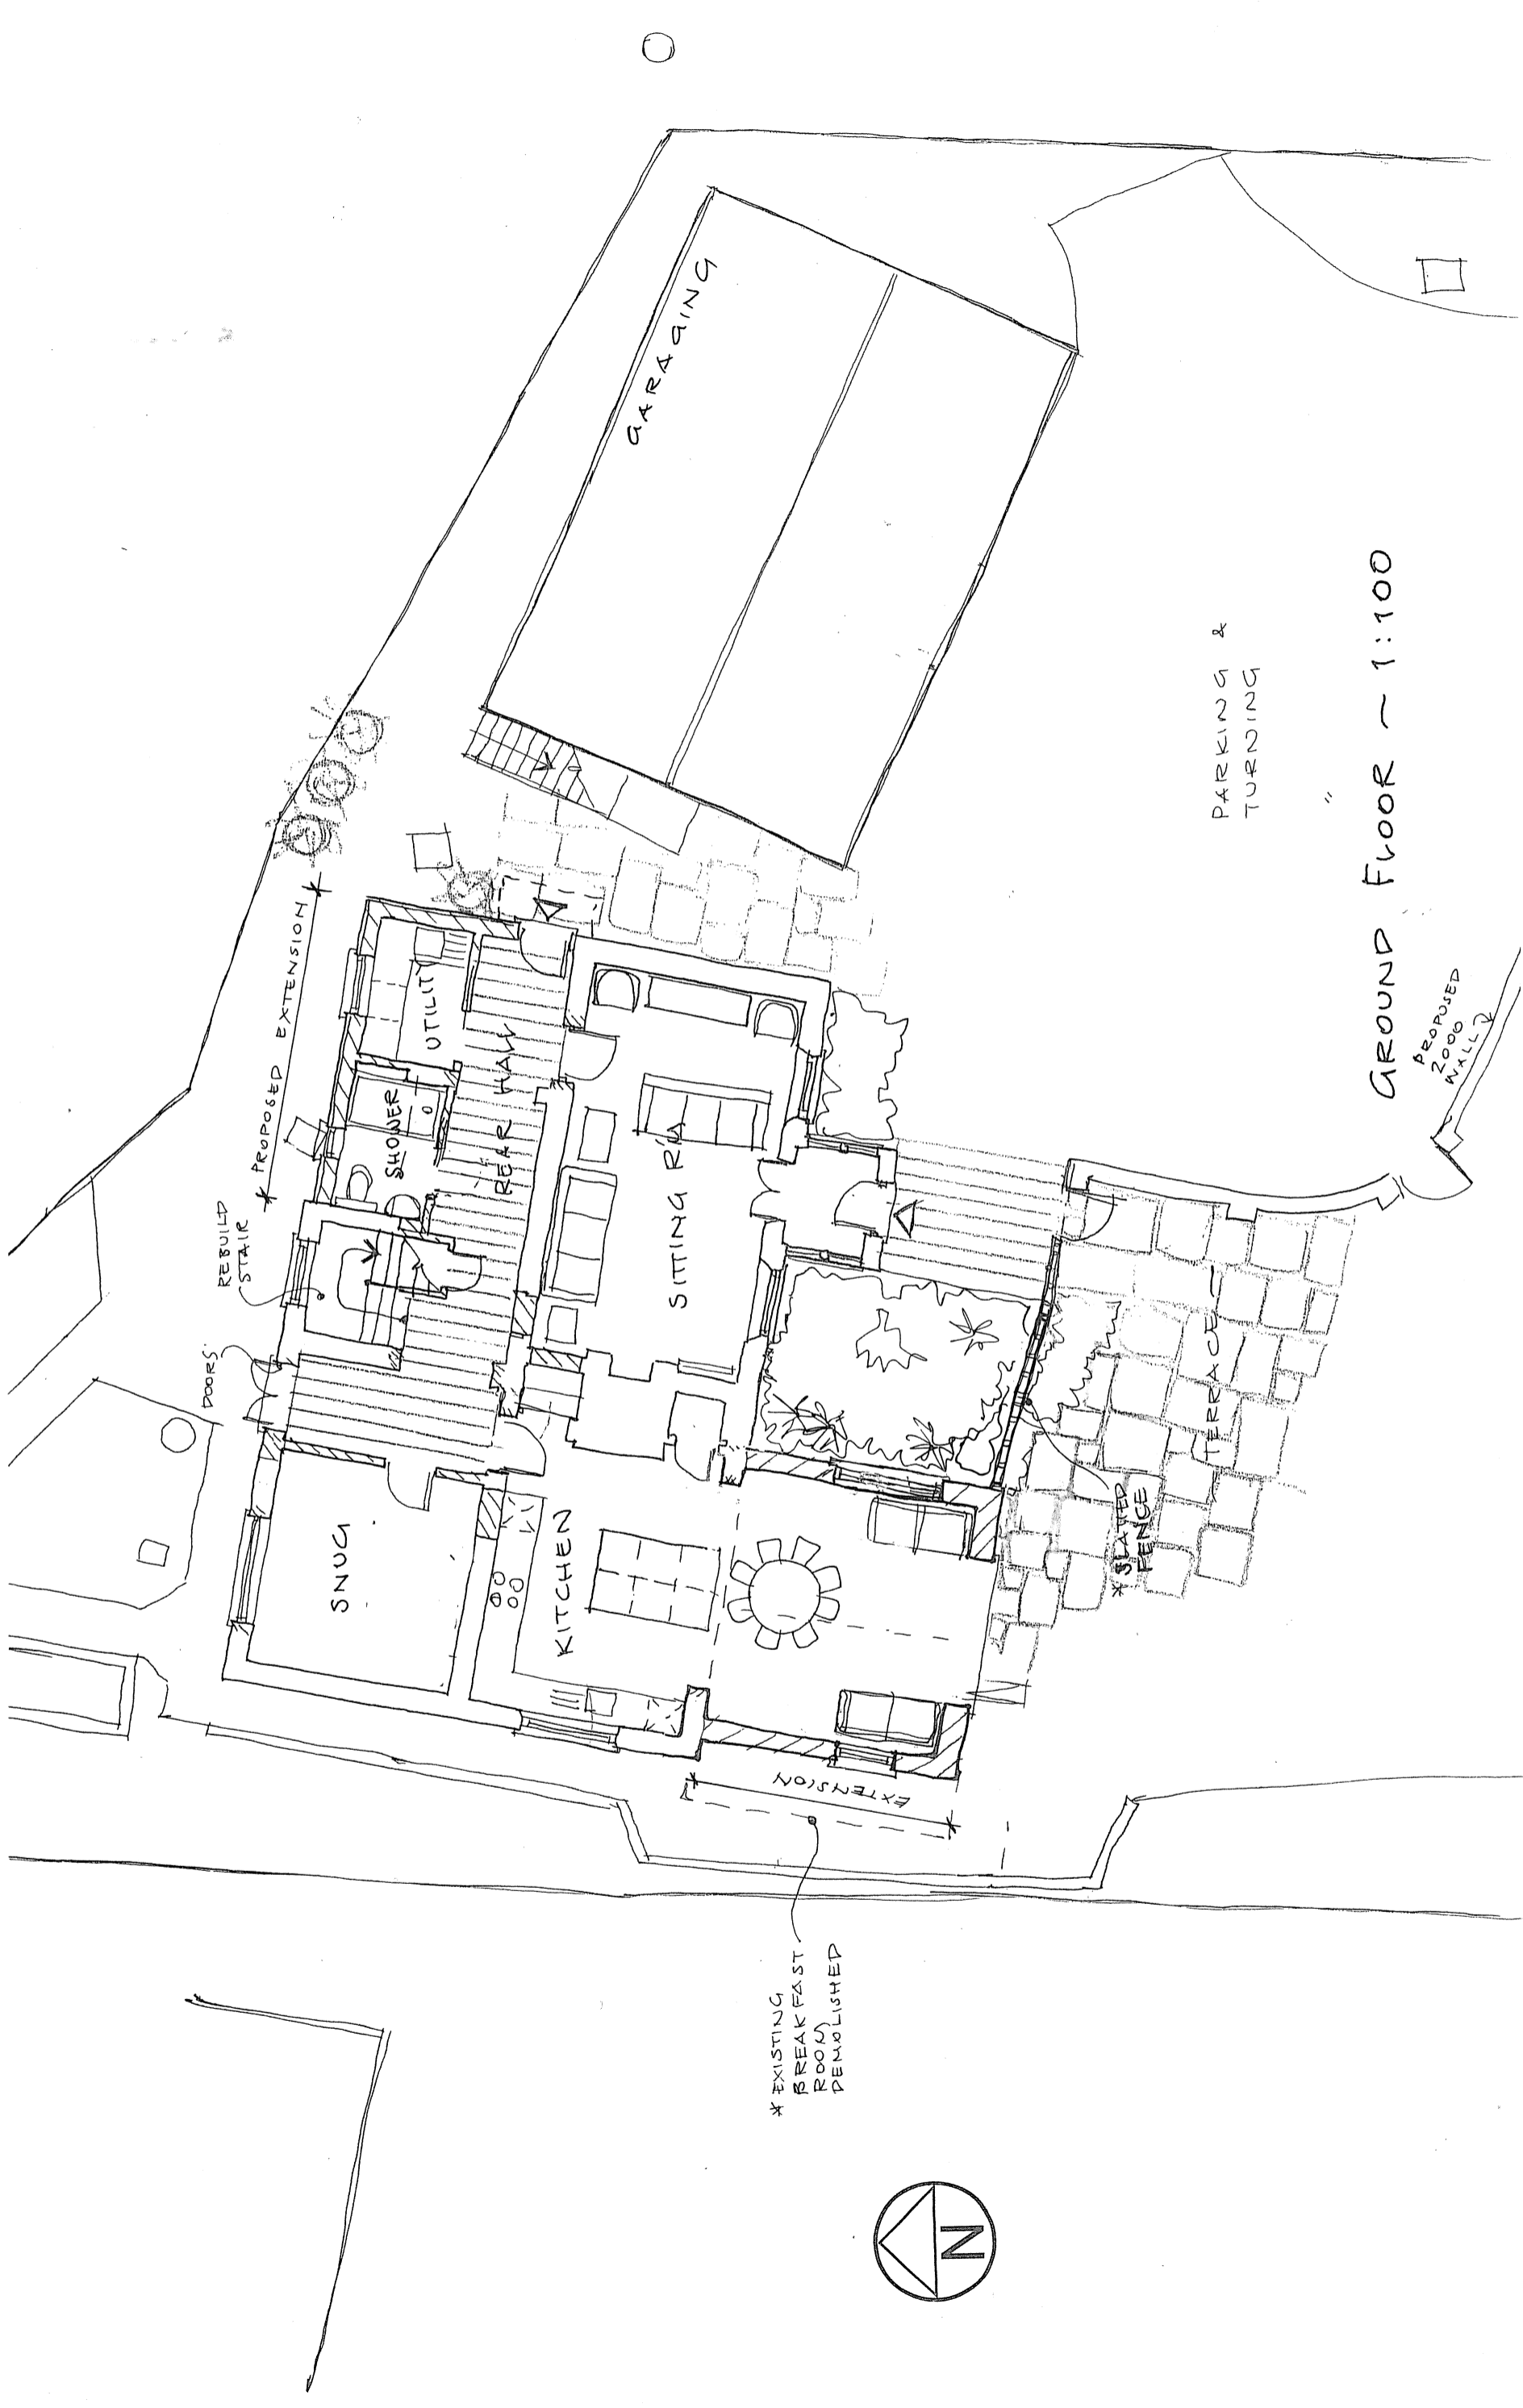 GARAGING
* PROPOSED EXTENSION *
REBUILD
STAIR
DOORS.
UTILITY
SHOWER
REAR HALL
SITTING RM
SNUG
KITCHEN
EXTENSION
* EXISTING
BREAKFAST
ROOM
DEMOLISHED
* SLATTED
FENCE
TERRACE
PARKING &
TURNING
PROPOSED
2000
WALL
GROUND FLOOR ~ 1:100
N